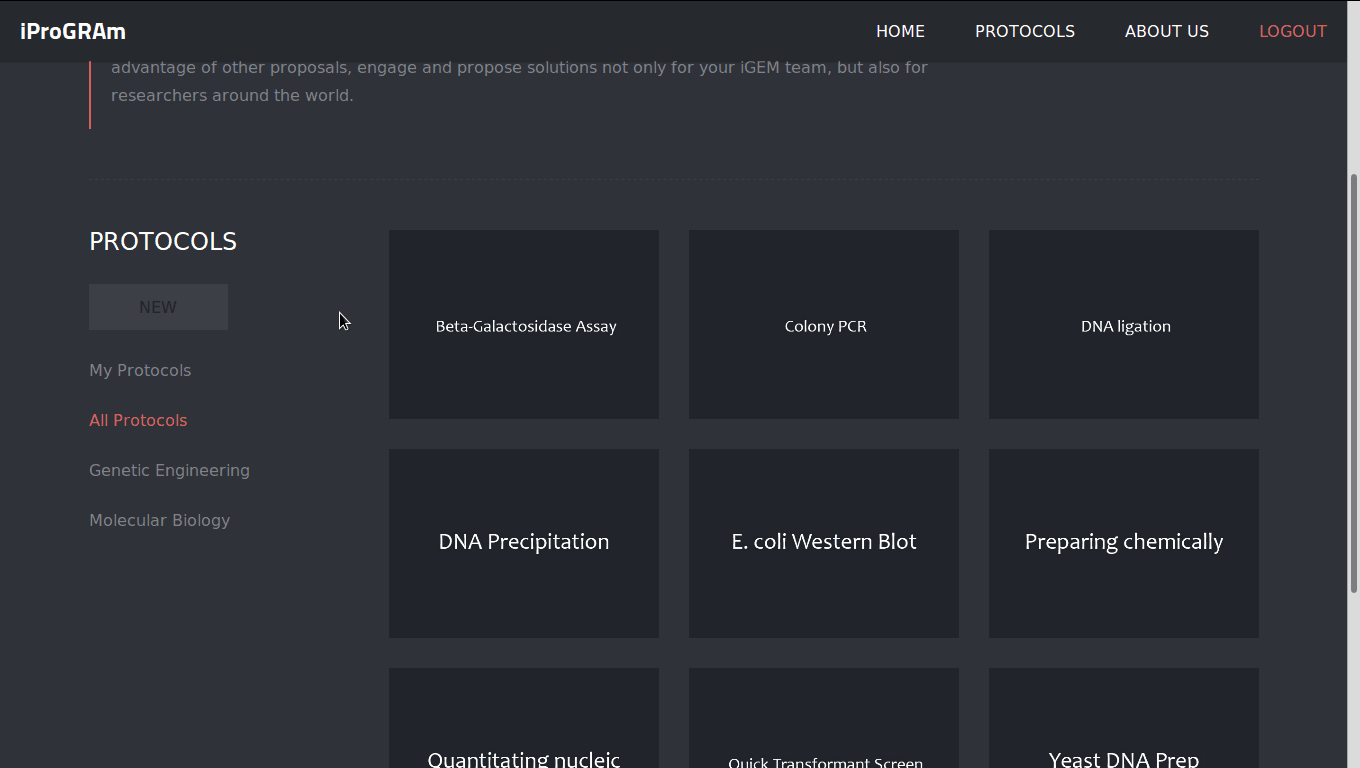 iProGRAm
HOME
PROTOCOLS
ABOUT US
LOGOUT
advantage of other proposals, engage and propose solutions not only for your iGEM team, but also for
researchers around the world.
PROTOCOLS
NEW
My Protocols
All Protocols
Genetic Engineering
Molecular Biology
Beta-Galactosidase Assay
Colony PCR
DNA ligation
DNA Precipitation
E. coli Western Blot
Preparing chemically
Quantitating nucleic
Quick Transformant Screen
Yeast DNA Prep